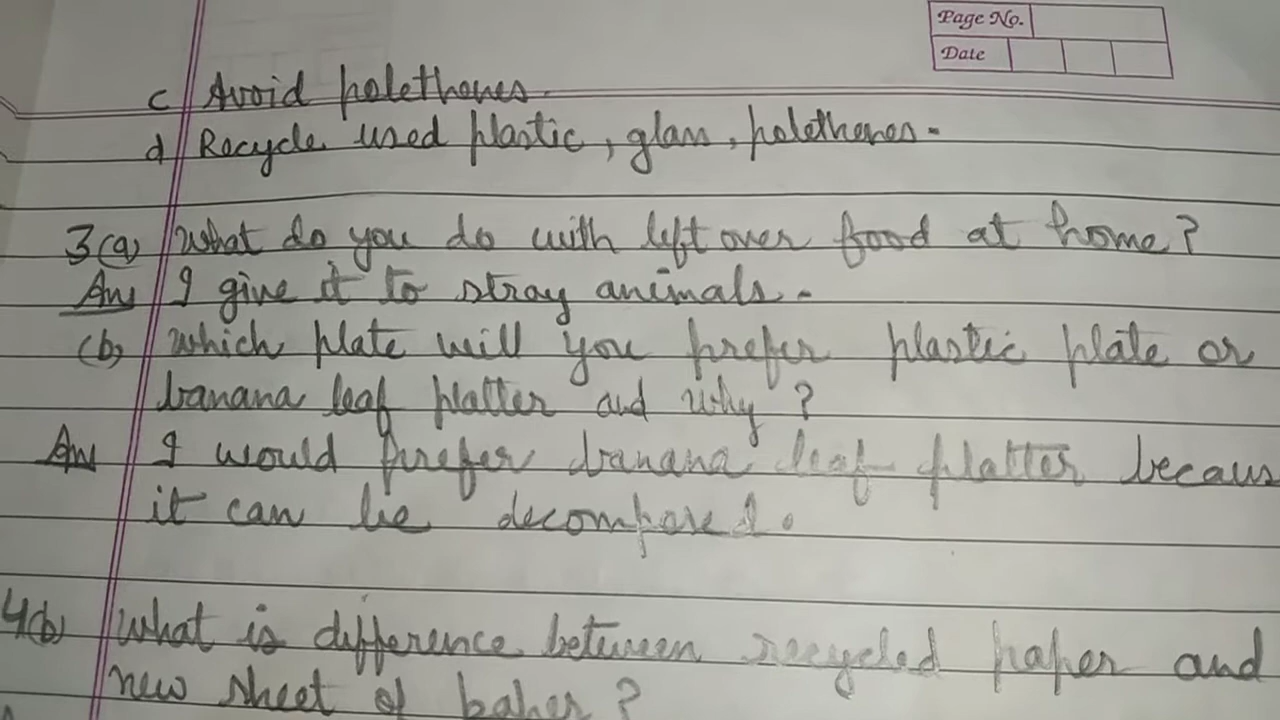 Page No.
Date
c Avoid polethenes.
d Recycle used plastic, glass, polethenes.
3(a) What do you do with left over food at home?
Ans I give it to stray animals.
(b) which plate will you prefer plastic plate or
banana leaf platter and why?
Ans I would prefer banana leaf platter becaus
it can be decomposed.
4(b) What is difference between recycled paper and
new sheet of paper?